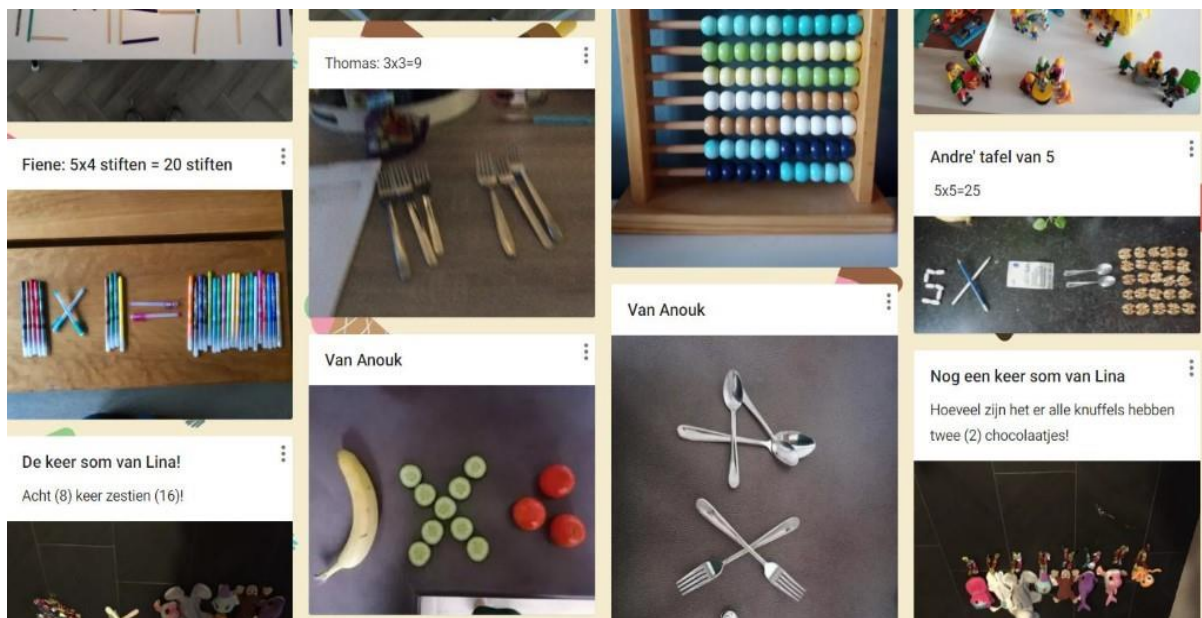 Fiene: 5x4 stiften = 20 stiften
De keer som van Lina!
Acht (8) keer zestien (16)!
Thomas: 3x3=9
Van Anouk
Van Anouk
Andre' tafel van 5
5x5=25
Nog een keer som van Lina
Hoeveel zijn het er alle knuffels hebben
twee (2) chocolaatjes!